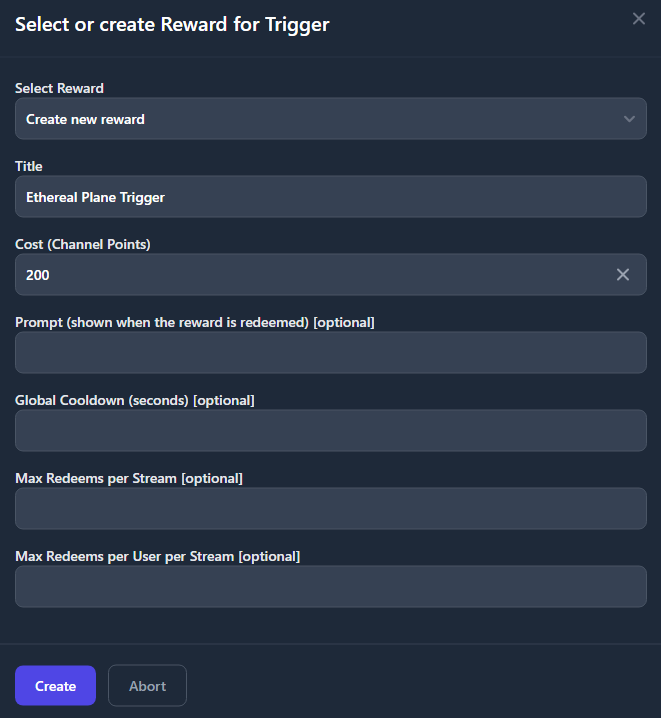 Select or create Reward for Trigger
Select Reward
Create new reward
Title
Ethereal Plane Trigger
Cost (Channel Points)
200
Prompt (shown when the reward is redeemed) [optional]
Global Cooldown (seconds) [optional]
Max Redeems per Stream [optional]
Max Redeems per User per Stream [optional]
Create
Abort